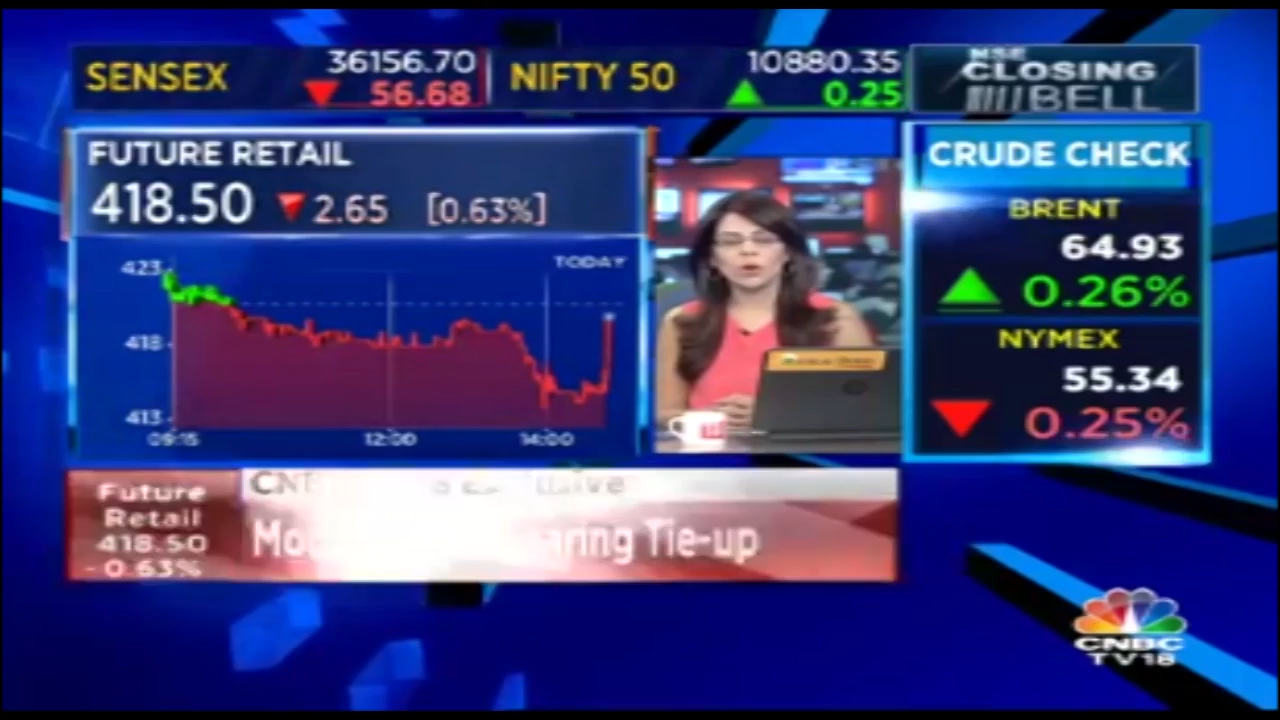 SENSEX 36156.70
▼ 56.68
NIFTY 50 10880.35
▲ 0.25
NSE
CLOSING
BELL
FUTURE RETAIL
418.50 ▼ 2.65 [0.63%]
TODAY
423
418
413
09:15 12:00 14:00
CRUDE CHECK
BRENT
64.93
▲ 0.26%
NYMEX
55.34
▼ 0.25%
Future
Retail
418.50
-0.63%
Tie-up
CNBC
TV18